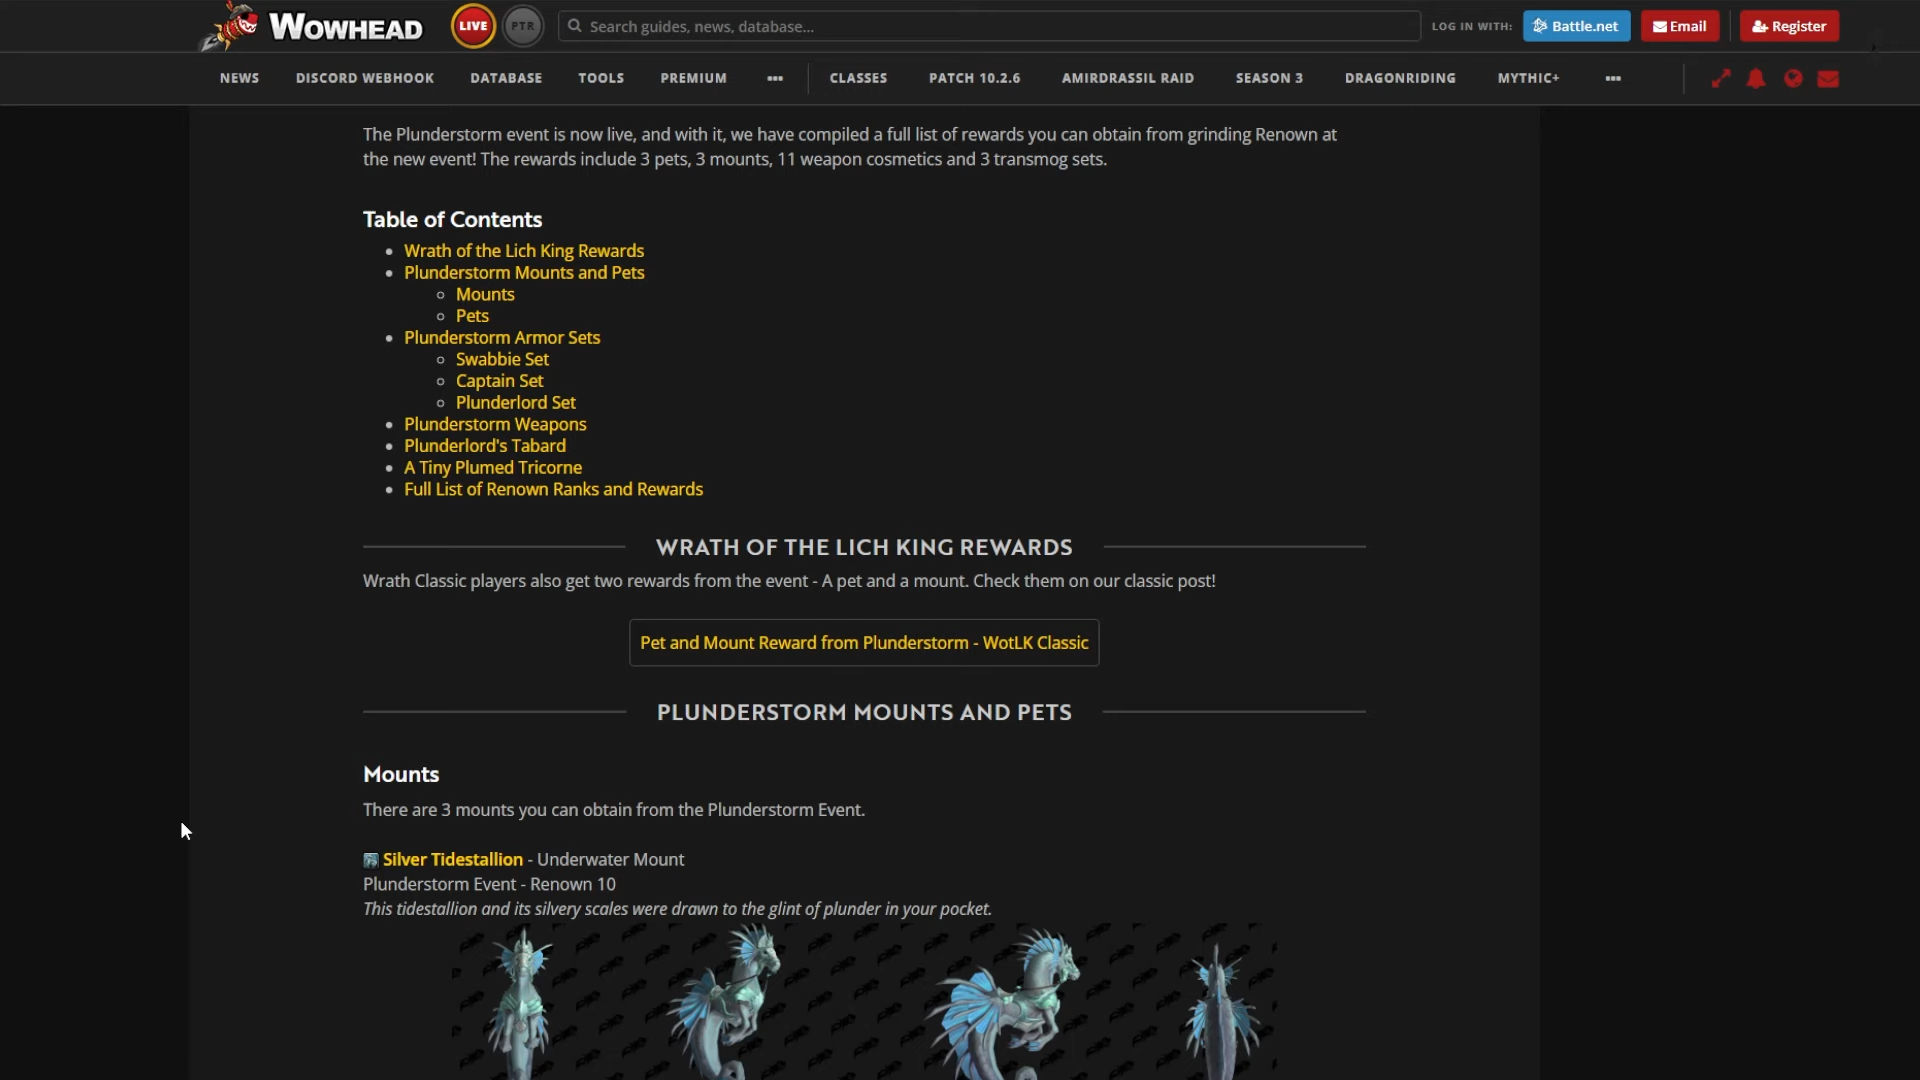 WOWHEAD
LIVE
PTR
Search guides, news, database...
LOG IN WITH:
Battle.net
Email
Register
NEWS
DISCORD WEBHOOK
DATABASE
TOOLS
PREMIUM
•••
CLASSES
PATCH 10.2.6
AMIRDRASSIL RAID
SEASON 3
DRAGONRIDING
MYTHIC+
•••
The Plunderstorm event is now live, and with it, we have compiled a full list of rewards you can obtain from grinding Renown at
the new event! The rewards include 3 pets, 3 mounts, 11 weapon cosmetics and 3 transmog sets.
Table of Contents
Wrath of the Lich King Rewards
Plunderstorm Mounts and Pets
Mounts
Pets
Plunderstorm Armor Sets
Swabbie Set
Captain Set
Plunderlord Set
Plunderstorm Weapons
Plunderlord's Tabard
A Tiny Plumed Tricorne
Full List of Renown Ranks and Rewards
WRATH OF THE LICH KING REWARDS
Wrath Classic players also get two rewards from the event - A pet and a mount. Check them on our classic post!
Pet and Mount Reward from Plunderstorm - WotLK Classic
PLUNDERSTORM MOUNTS AND PETS
Mounts
There are 3 mounts you can obtain from the Plunderstorm Event.
Silver Tidestallion - Underwater Mount
Plunderstorm Event - Renown 10
This tidestallion and its silvery scales were drawn to the glint of plunder in your pocket.